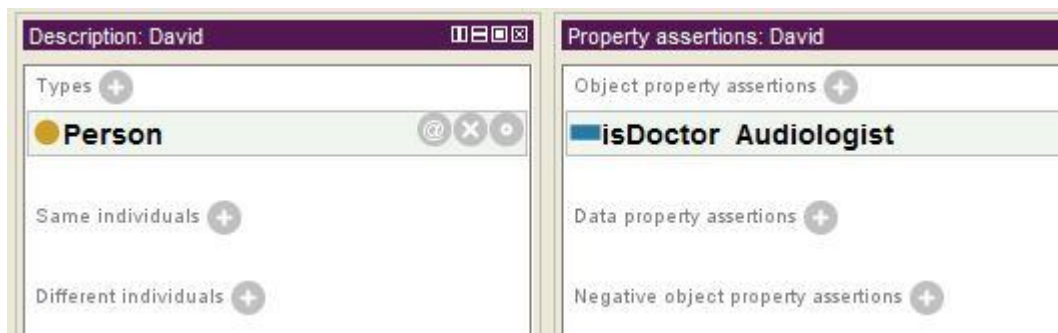 Description: David
Types
Person
Same individuals
Different individuals
Property assertions: David
Object property assertions
isDoctor Audiologist
Data property assertions
Negative object property assertions